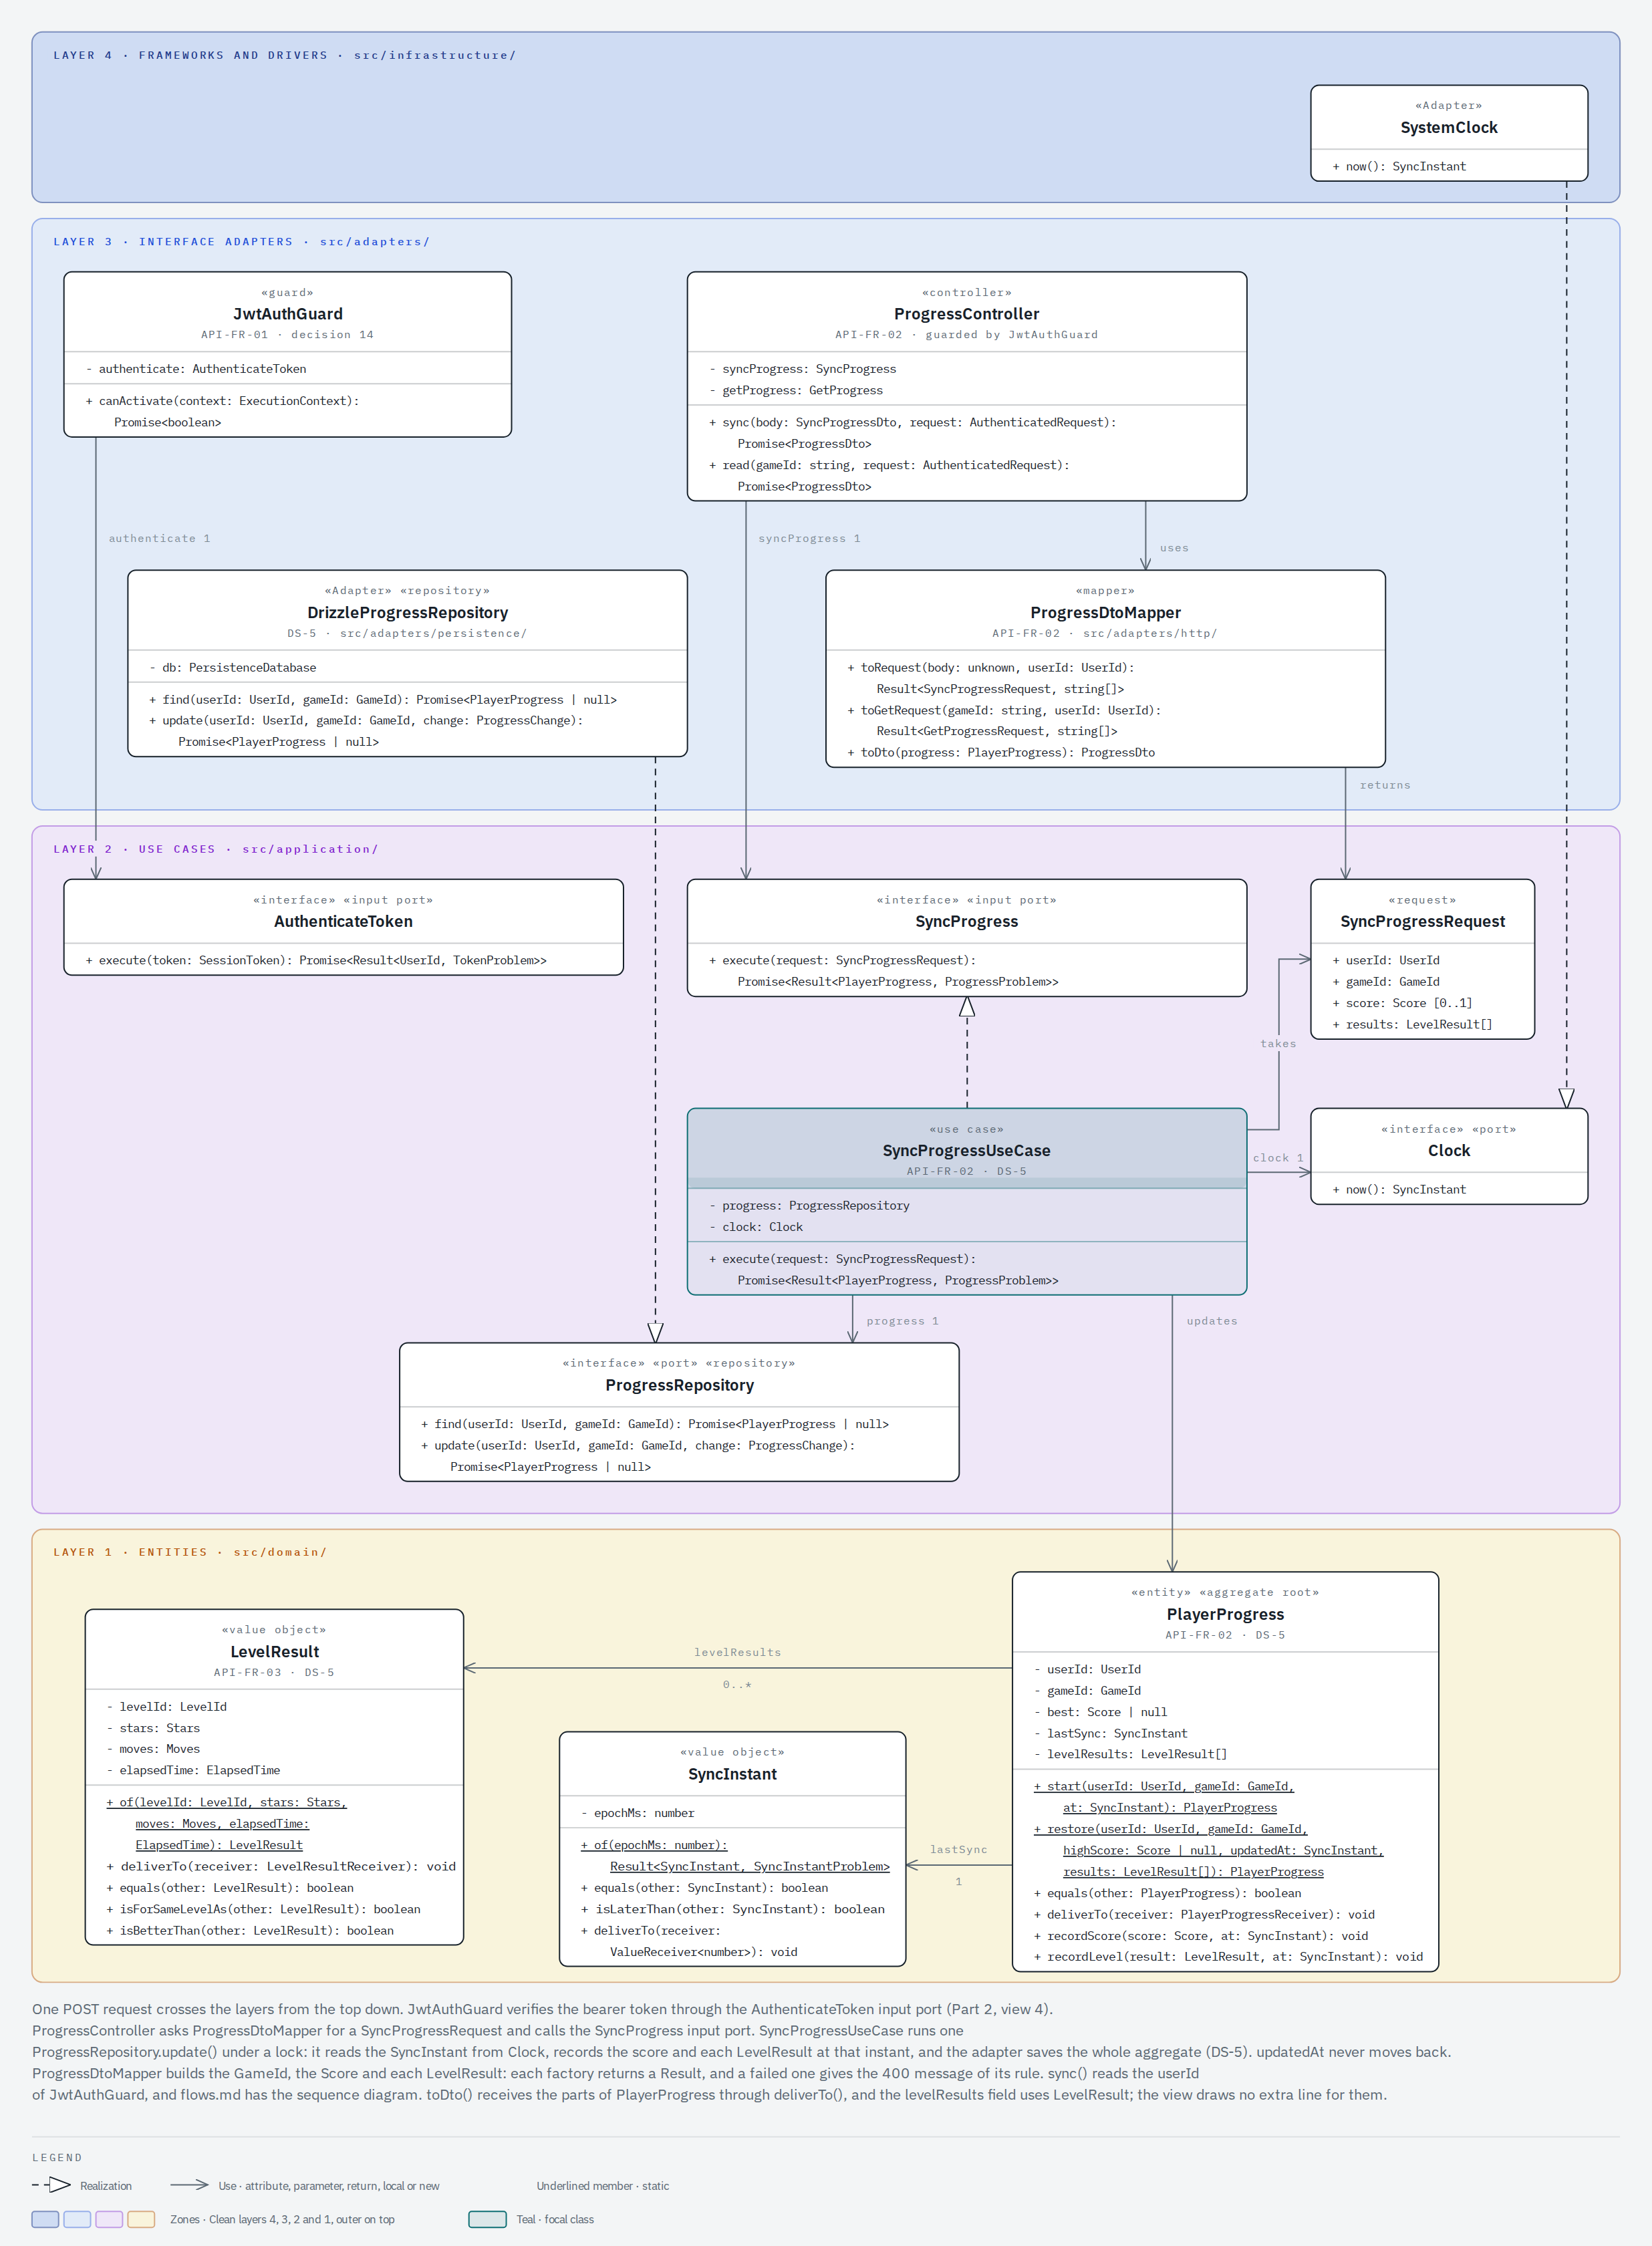 LAYER 4 · FRAMEWORKS AND DRIVERS · src/infrastructure/
«Adapter»
SystemClock
+ now(): SyncInstant
LAYER 3 · INTERFACE ADAPTERS · src/adapters/
«guard»
JwtAuthGuard
API-FR-01 · decision 14
- authenticate: AuthenticateToken
+ canActivate(context: ExecutionContext):
Promise<boolean>
«controller»
ProgressController
API-FR-02 · guarded by JwtAuthGuard
- syncProgress: SyncProgress
- getProgress: GetProgress
+ sync(body: SyncProgressDto, request: AuthenticatedRequest):
Promise<ProgressDto>
+ read(gameId: string, request: AuthenticatedRequest):
Promise<ProgressDto>
authenticate 1
syncProgress 1
uses
«Adapter» «repository»
DrizzleProgressRepository
DS-5 · src/adapters/persistence/
- db: PersistenceDatabase
+ find(userId: UserId, gameId: GameId): Promise<PlayerProgress | null>
+ update(userId: UserId, gameId: GameId, change: ProgressChange):
Promise<PlayerProgress | null>
«mapper»
ProgressDtoMapper
API-FR-02 · src/adapters/http/
+ toRequest(body: unknown, userId: UserId):
Result<SyncProgressRequest, string[]>
+ toGetRequest(gameId: string, userId: UserId):
Result<GetProgressRequest, string[]>
+ toDto(progress: PlayerProgress): ProgressDto
returns
LAYER 2 · USE CASES · src/application/
«interface» «input port»
AuthenticateToken
+ execute(token: SessionToken): Promise<Result<UserId, TokenProblem>>
«interface» «input port»
SyncProgress
+ execute(request: SyncProgressRequest):
Promise<Result<PlayerProgress, ProgressProblem>>
«request»
SyncProgressRequest
+ userId: UserId
+ gameId: GameId
+ score: Score [0..1]
+ results: LevelResult[]
takes
«use case»
SyncProgressUseCase
API-FR-02 · DS-5
- progress: ProgressRepository
- clock: Clock
+ execute(request: SyncProgressRequest):
Promise<Result<PlayerProgress, ProgressProblem>>
clock 1
«interface» «port»
Clock
+ now(): SyncInstant
progress 1
updates
«interface» «port» «repository»
ProgressRepository
+ find(userId: UserId, gameId: GameId): Promise<PlayerProgress | null>
+ update(userId: UserId, gameId: GameId, change: ProgressChange):
Promise<PlayerProgress | null>
LAYER 1 · ENTITIES · src/domain/
«value object»
LevelResult
API-FR-03 · DS-5
- levelId: LevelId
- stars: Stars
- moves: Moves
- elapsedTime: ElapsedTime
+ of(levelId: LevelId, stars: Stars,
moves: Moves, elapsedTime:
ElapsedTime): LevelResult
+ deliverTo(receiver: LevelResultReceiver): void
+ equals(other: LevelResult): boolean
+ isForSameLevelAs(other: LevelResult): boolean
+ isBetterThan(other: LevelResult): boolean
levelResults
0..*
«value object»
SyncInstant
- epochMs: number
+ of(epochMs: number):
Result<SyncInstant, SyncInstantProblem>
+ equals(other: SyncInstant): boolean
+ isLaterThan(other: SyncInstant): boolean
+ deliverTo(receiver:
ValueReceiver<number>): void
lastSync
1
«entity» «aggregate root»
PlayerProgress
API-FR-02 · DS-5
- userId: UserId
- gameId: GameId
- best: Score | null
- lastSync: SyncInstant
- levelResults: LevelResult[]
+ start(userId: UserId, gameId: GameId,
at: SyncInstant): PlayerProgress
+ restore(userId: UserId, gameId: GameId,
highScore: Score | null, updatedAt: SyncInstant,
results: LevelResult[]): PlayerProgress
+ equals(other: PlayerProgress): boolean
+ deliverTo(receiver: PlayerProgressReceiver): void
+ recordScore(score: Score, at: SyncInstant): void
+ recordLevel(result: LevelResult, at: SyncInstant): void
One POST request crosses the layers from the top down. JwtAuthGuard verifies the bearer token through the AuthenticateToken input port (Part 2, view 4).
ProgressController asks ProgressDtoMapper for a SyncProgressRequest and calls the SyncProgress input port. SyncProgressUseCase runs one
ProgressRepository.update() under a lock: it reads the SyncInstant from Clock, records the score and each LevelResult at that instant, and the adapter saves the whole aggregate (DS-5). updatedAt never moves back.
ProgressDtoMapper builds the GameId, the Score and each LevelResult: each factory returns a Result, and a failed one gives the 400 message of its rule. sync() reads the userId
of JwtAuthGuard, and flows.md has the sequence diagram. toDto() receives the parts of PlayerProgress through deliverTo(), and the levelResults field uses LevelResult; the view draws no extra line for them.
LEGEND
Realization
Use · attribute, parameter, return, local or new
Underlined member · static
Zones · Clean layers 4, 3, 2 and 1, outer on top
Teal · focal class